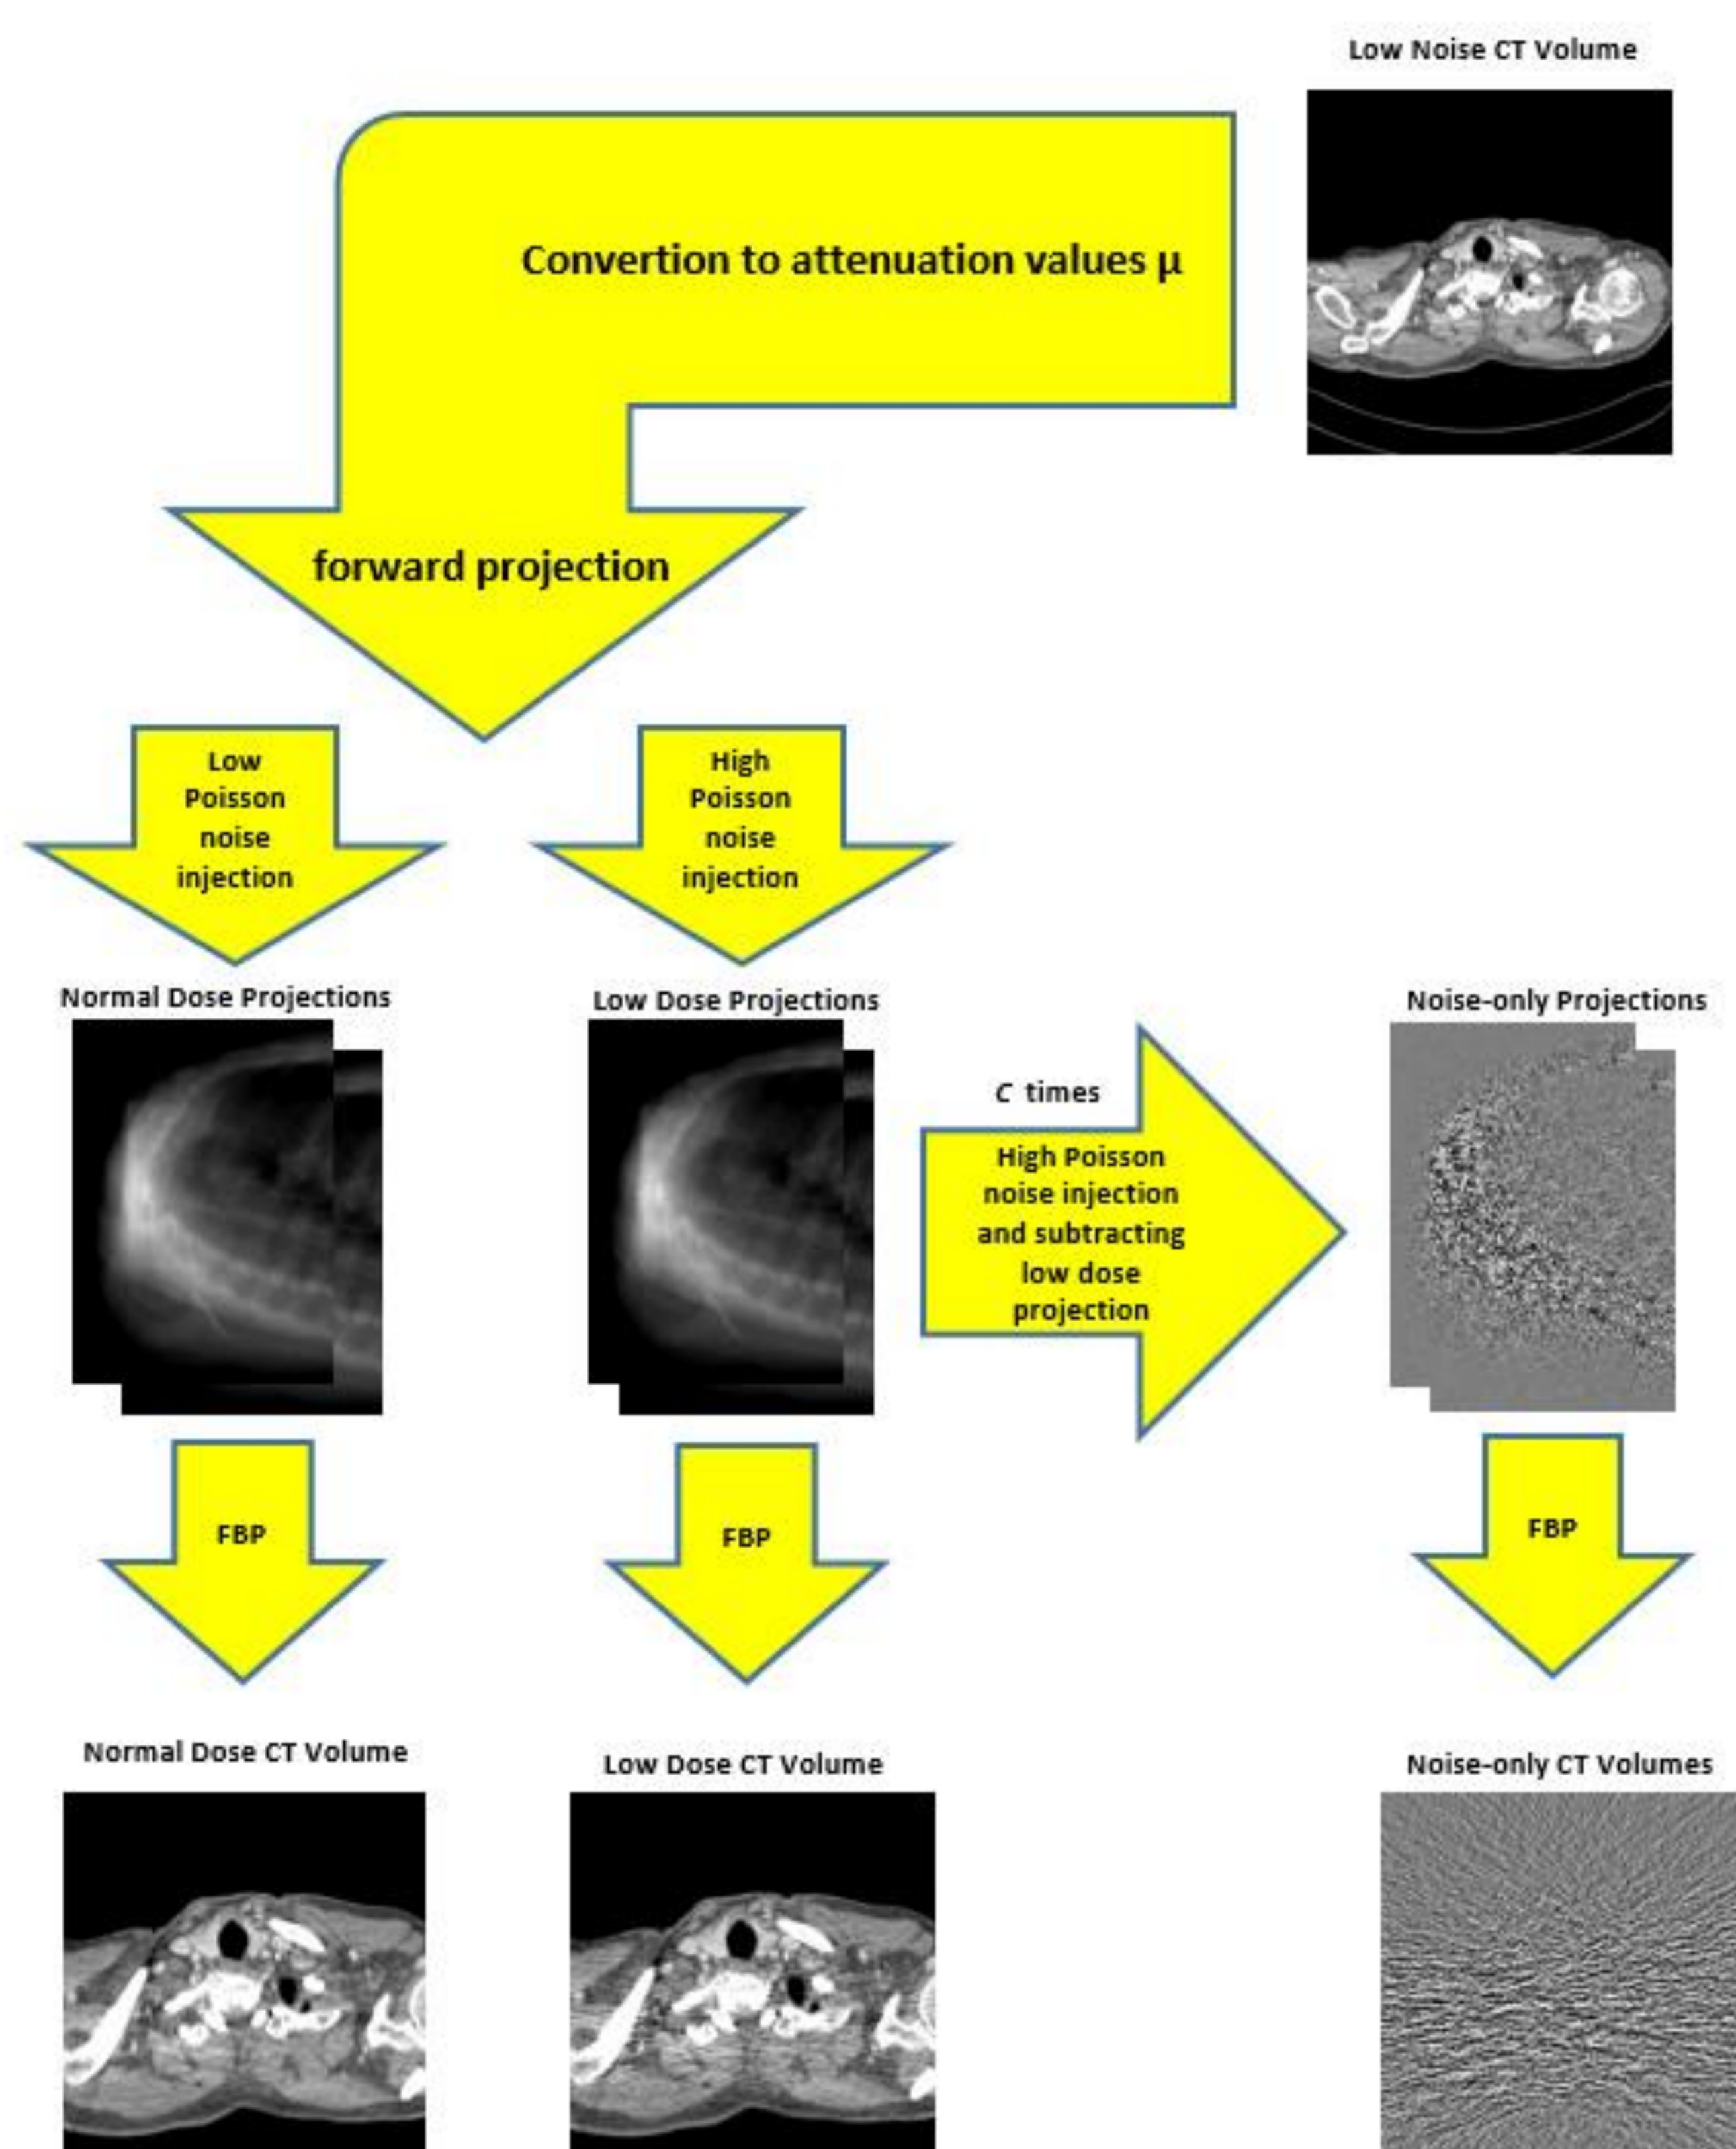 Low Noise CT Volume
Convertion to attenuation values μ
forward projection
Low
Poisson
noise
injection
High
Poisson
noise
injection
Normal Dose Projections
Low Dose Projections
Noise-only Projections
C times
High Poisson
noise injection
and subtracting
low dose
projection
FBP
FBP
FBP
Normal Dose CT Volume
Low Dose CT Volume
Noise-only CT Volumes